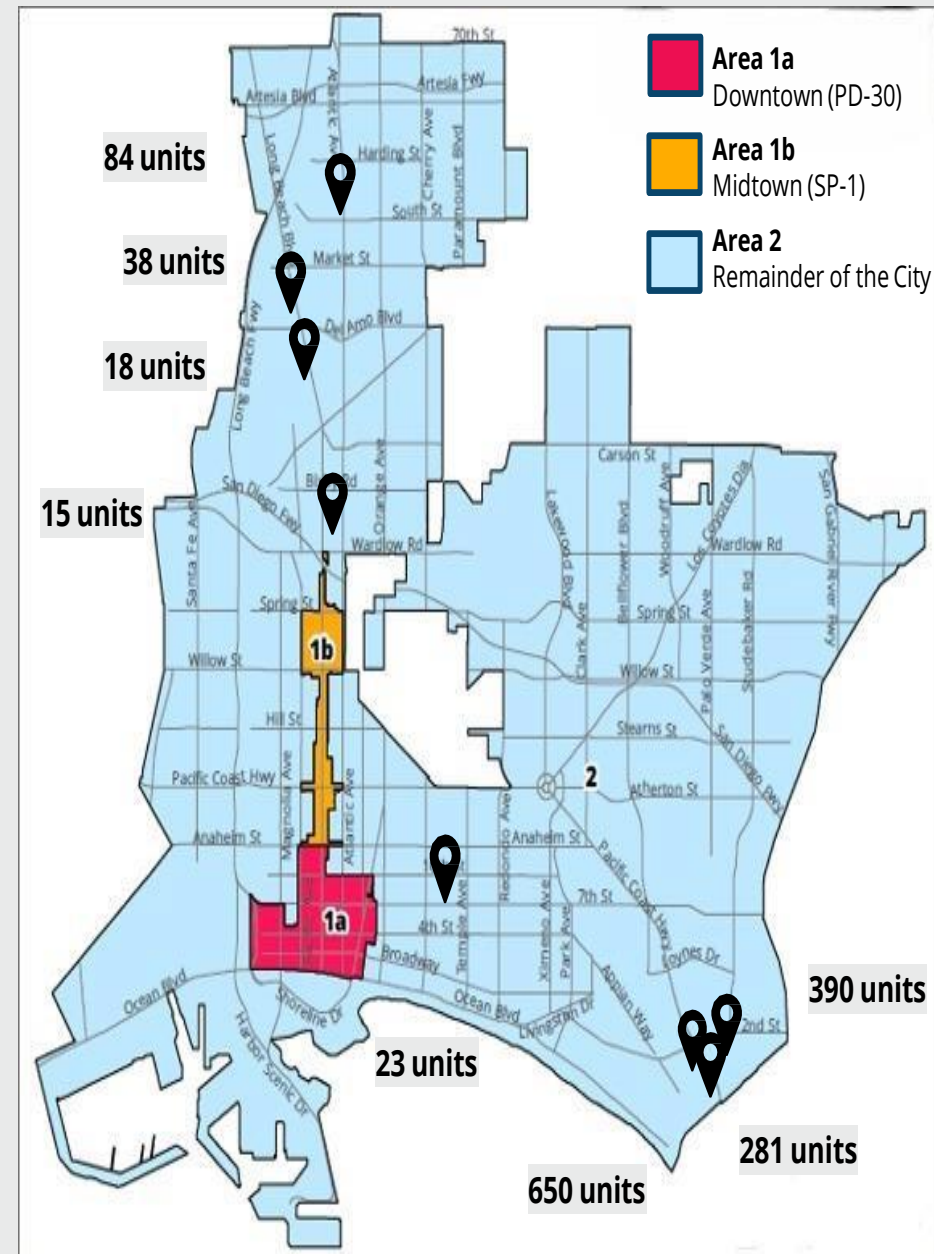 70th St
Artesia Blvd
Artesia Fwy
Long Beach Bl
Cherry Ave
Paramount Blvd
Harding St
South St
Market St
Del Amo Blvd
Long Beach Fwy
84 units
38 units
18 units
15 units
Area 1a
Downtown (PD-30)
Area 1b
Midtown (SP-1)
Area 2
Remainder of the City
Carson St
San Diego Fwy
Orange Ave
Santa Fe Ave
Wardlow Rd
Lakewood Blvd
Bellflower Blvd
Woodruff Ave
Los Coyotes Dia
San Gabriel River Fwy
Wardlow Rd
Spring St
1b
Willow St
Clark Ave
Spring St
Palo Verde Ave
Studebaker Rd
Willow St
Hill St
Stearns St
San Diego Fwy
Pacific Coast Hwy
Magnolia Ave
Atlantic Ave
2
Atherton St
Anaheim St
Redondo Ave
Anaheim St
Pacific Coast Hwy
Temple Ave
7th St
1a
4th St
Ximeno Ave
Park Ave
Broadway
Loynes Dr
Ocean Blvd
Shoreline Dr
Ocean Blvd
Livingston Dr
Appian Way
2nd St
Harbor Scenic Dr
390 units
23 units
281 units
650 units